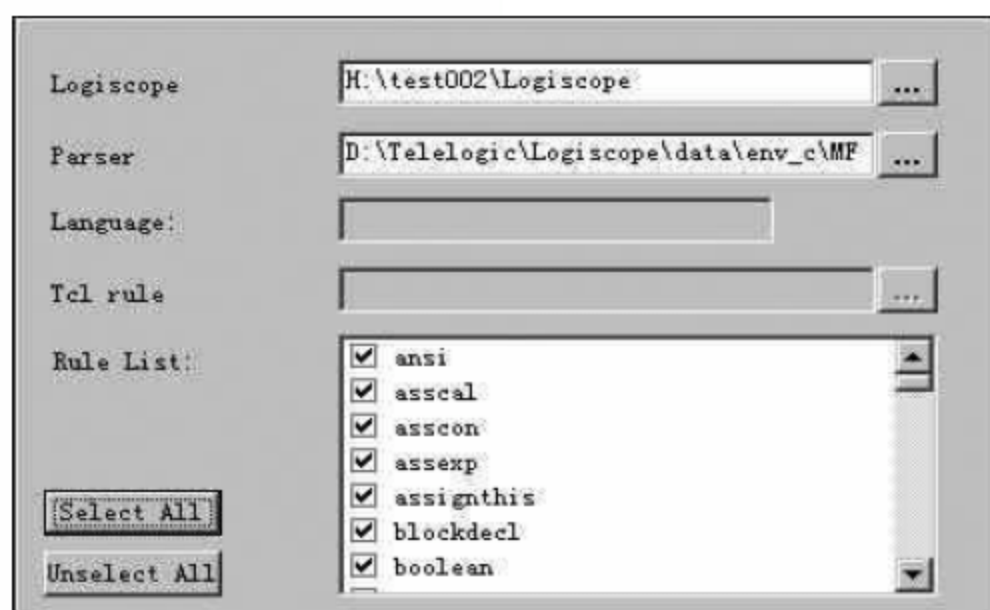 Logiscope H:\test002\Logiscope ...
Parser D:\Telelogic\Logiscope\data\env_c\MF ...
Language:
Tcl rule ...
Rule List: ansi
asscal
asscon
assexp
assignthis
Select All
blockdecl
Unselect All boolean